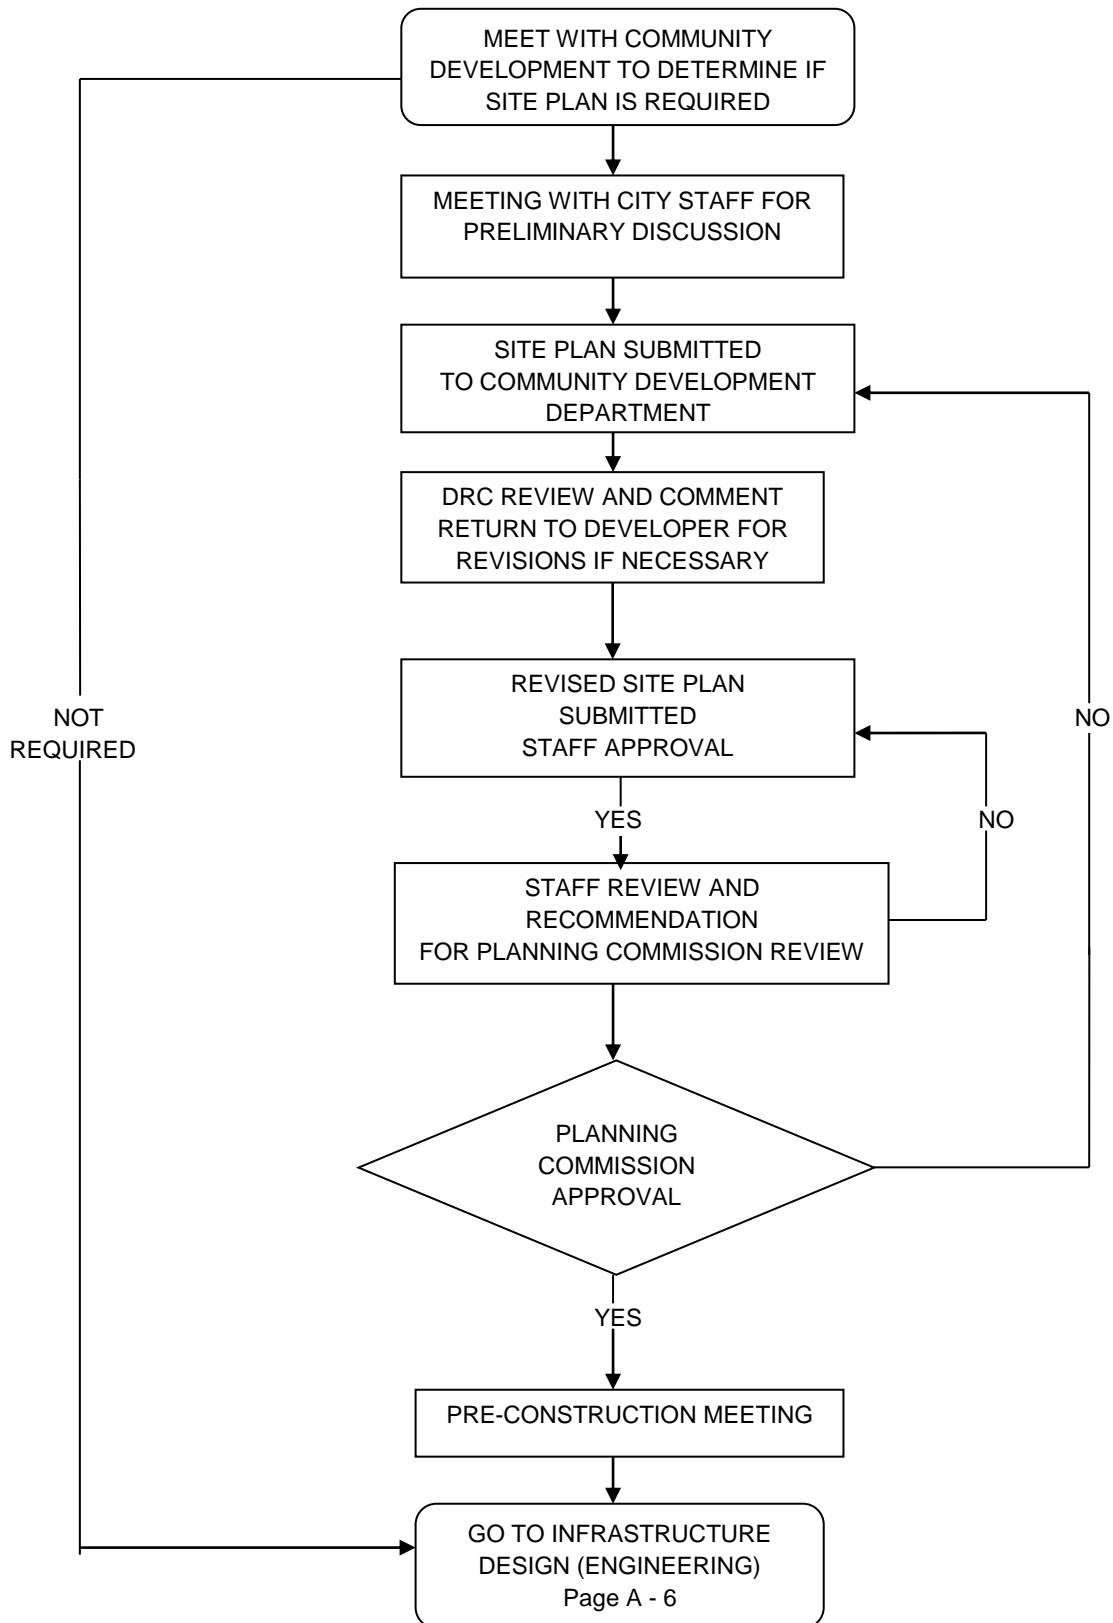 MEET WITH COMMUNITY
DEVELOPMENT TO DETERMINE IF
SITE PLAN IS REQUIRED
MEETING WITH CITY STAFF FOR
PRELIMINARY DISCUSSION
SITE PLAN SUBMITTED
TO COMMUNITY DEVELOPMENT
DEPARTMENT
DRC REVIEW AND COMMENT
RETURN TO DEVELOPER FOR
REVISIONS IF NECESSARY
REVISED SITE PLAN
SUBMITTED
STAFF APPROVAL
NOT
REQUIRED
NO
YES
NO
STAFF REVIEW AND
RECOMMENDATION
FOR PLANNING COMMISSION REVIEW
PLANNING
COMMISSION
APPROVAL
YES
PRE-CONSTRUCTION MEETING
GO TO INFRASTRUCTURE
DESIGN (ENGINEERING)
Page A - 6